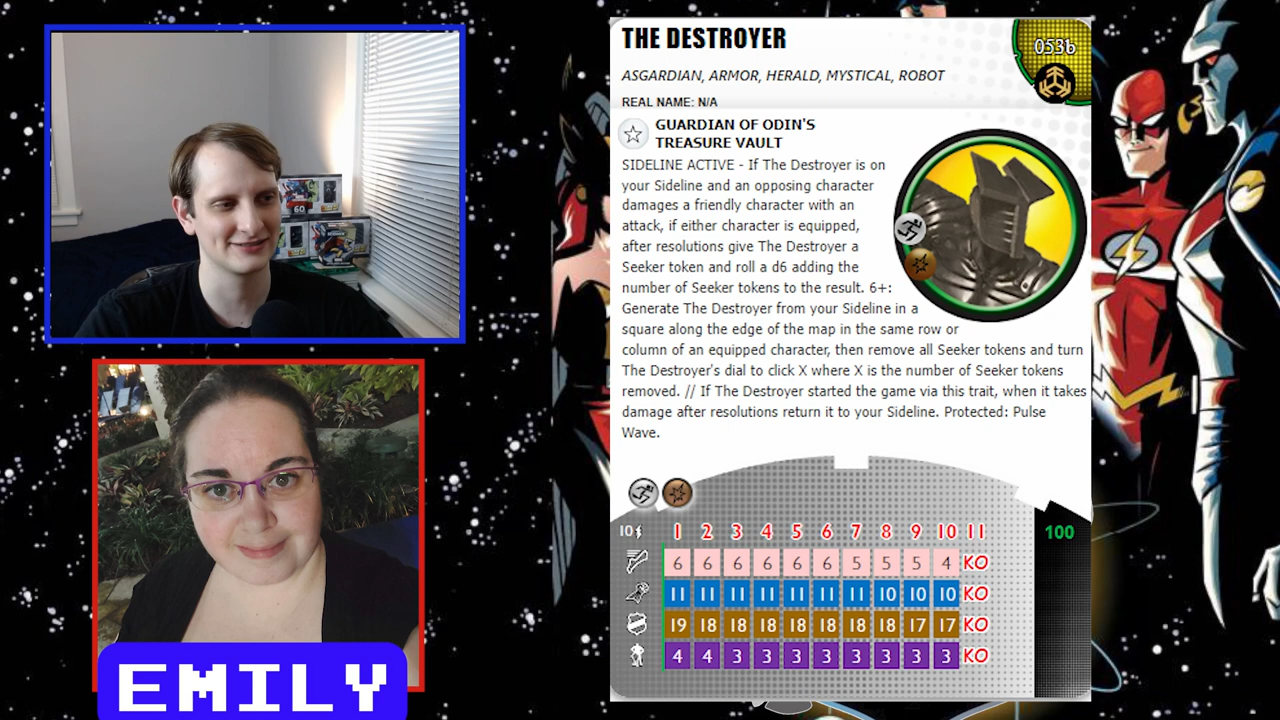 THE DESTROYER
053b
ASGARDIAN, ARMOR, HERALD, MYSTICAL, ROBOT
REAL NAME: N/A
GUARDIAN OF ODIN'S
TREASURE VAULT
SIDELINE ACTIVE - If The Destroyer is on
your Sideline and an opposing character
damages a friendly character with an
attack, if either character is equipped,
after resolutions give The Destroyer a
Seeker token and roll a d6 adding the
number of Seeker tokens to the result. 6+:
Generate The Destroyer from your Sideline in a
square along the edge of the map in the same row or
column of an equipped character, then remove all Seeker tokens and turn
The Destroyer's dial to click X where X is the number of Seeker tokens
removed. // If The Destroyer started the game via this trait, when it takes
damage after resolutions return it to your Sideline. Protected: Pulse
Wave.
10 1 2 3 4 5 6 7 8 9 10 11 100
6 6 6 6 6 6 5 5 5 4 KO
11 11 11 11 11 11 11 10 10 10 KO
19 18 18 18 18 18 18 18 17 17 KO
4 4 3 3 3 3 3 3 3 3 KO
60
EMILY